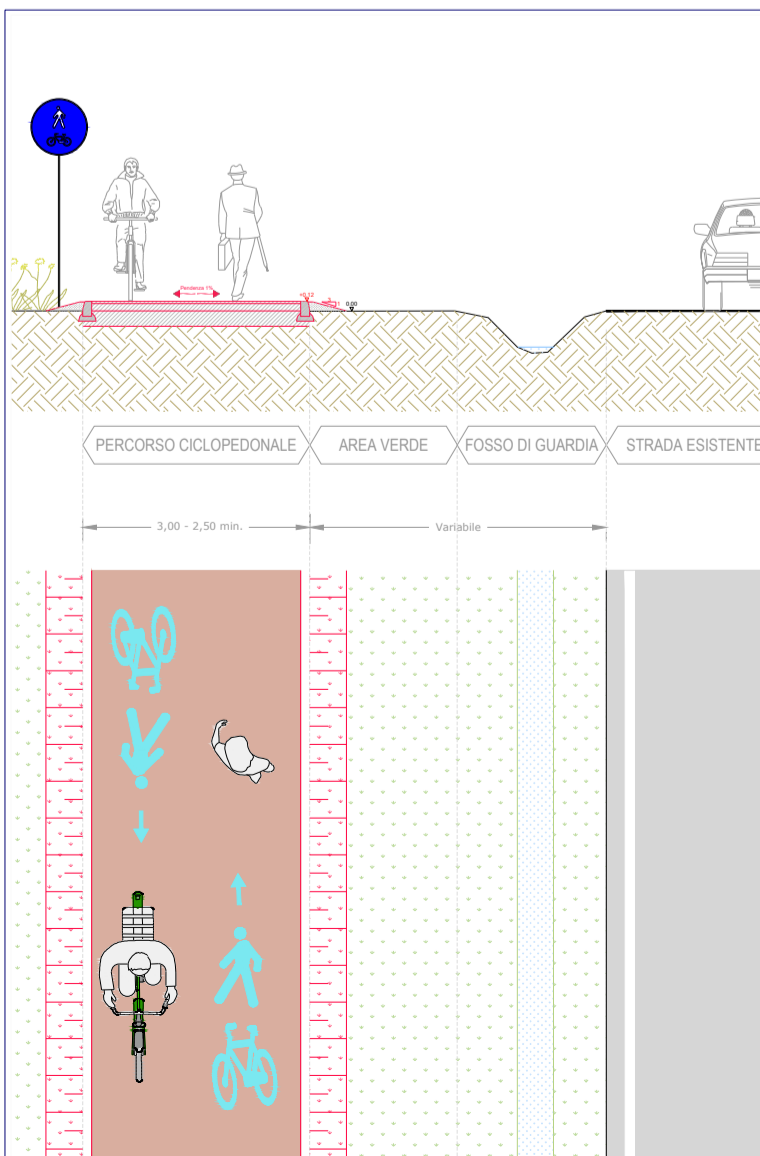 Pendenza 1%
+0.12
0.00
PERCORSO CICLOPEDONALE
AREA VERDE
FOSSO DI GUARDIA
STRADA ESISTENTE
3,00 - 2,50 min.
Variabile